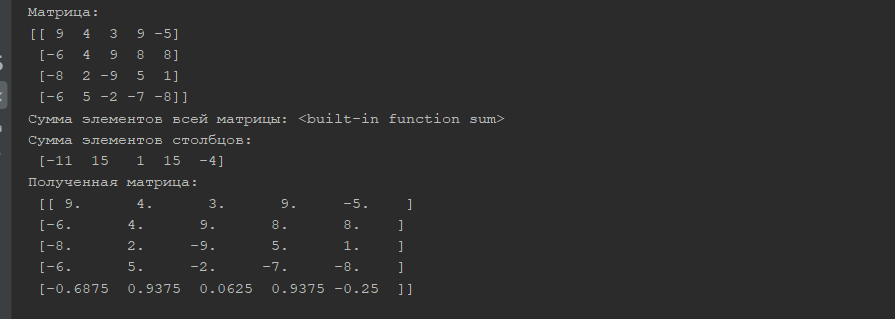 Матрица:
[[ 9  4  3  9 -5]
 [-6  4  9  8  8]
 [-8  2 -9  5  1]
 [-6  5 -2 -7 -8]]
Сумма элементов всей матрицы: <built-in function sum>
Сумма элементов столбцов:
 [-11  15   1  15  -4]
Полученная матрица:
 [[ 9.      4.      3.      9.     -5.    ]
 [-6.      4.      9.      8.      8.    ]
 [-8.      2.     -9.      5.      1.    ]
 [-6.      5.     -2.     -7.     -8.    ]
 [-0.6875  0.9375  0.0625  0.9375 -0.25  ]]